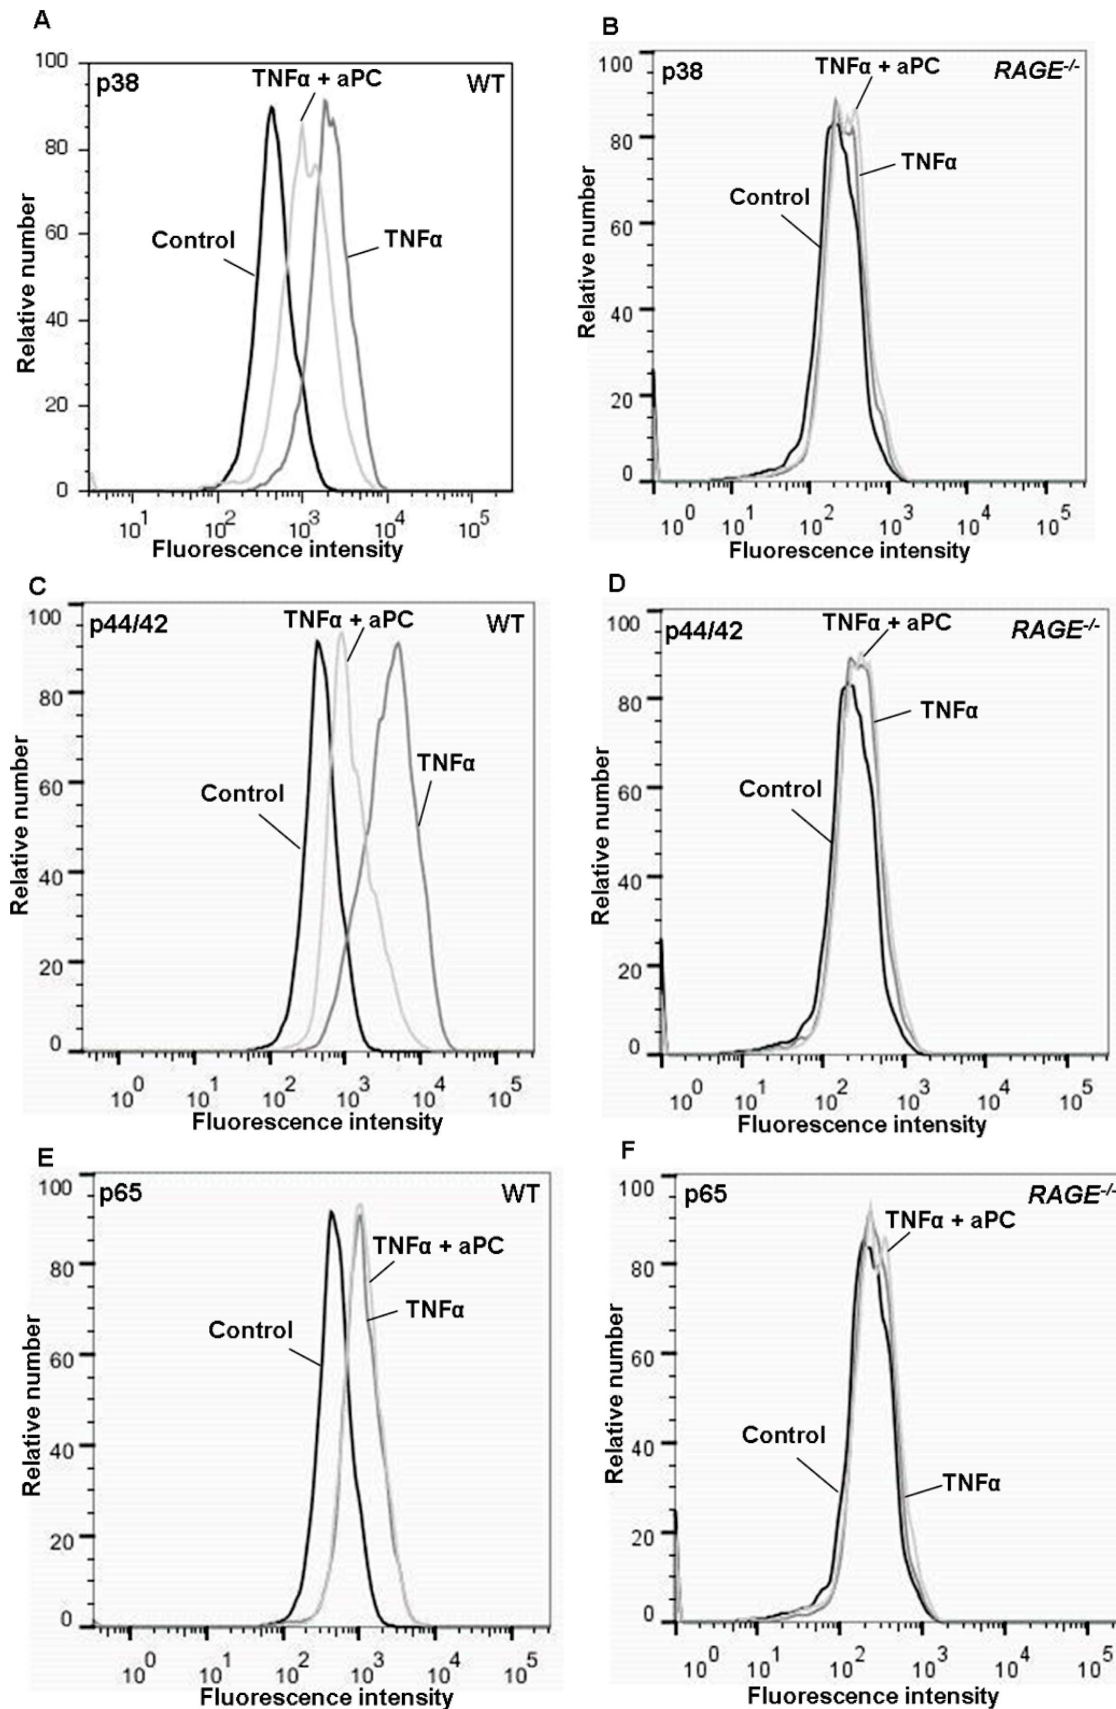 A
p38
TNFα + aPC
WT
Control
TNFα
Relative number
100
80
60
40
20
0
10^1
10^2
10^3
10^4
10^5
Fluorescence intensity
B
p38
TNFα + aPC
RAGE-/-
TNFα
Control
Relative number
100
80
60
40
20
0
10^0
10^1
10^2
10^3
10^4
10^5
Fluorescence intensity
C
p44/42
TNFα + aPC
WT
TNFα
Control
Relative number
100
80
60
40
20
0
10^0
10^1
10^2
10^3
10^4
10^5
Fluorescence intensity
D
p44/42
TNFα + aPC
RAGE-/-
TNFα
Control
Relative number
100
80
60
40
20
0
10^0
10^1
10^2
10^3
10^4
10^5
Fluorescence intensity
E
p65
WT
TNFα + aPC
TNFα
Control
Relative number
100
80
60
40
20
0
10^0
10^1
10^2
10^3
10^4
10^5
Fluorescence intensity
F
p65
RAGE-/-
TNFα + aPC
Control
TNFα
Relative number
100
80
60
40
20
0
10^0
10^1
10^2
10^3
10^4
10^5
Fluorescence intensity